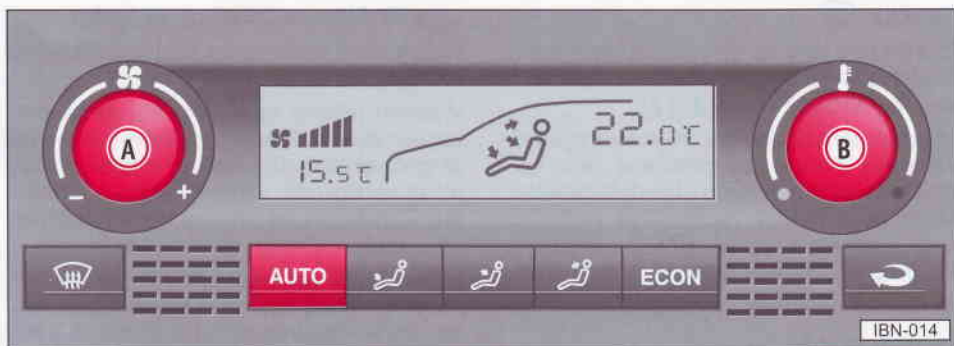 A
B
22.0℃
15.5℃
- +
AUTO
ECON
IBN-014